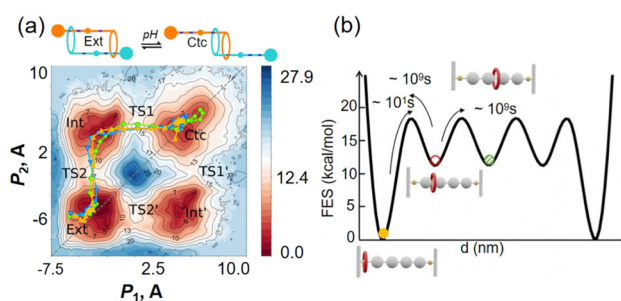 (a)
Ext
pH
Ctc
10
2
-6
P₂, A
Int
TS1
Ctc
TS2
TS1'
TS2'
Int'
Ext
-7.5
2.5
10.0
P₁, A
27.9
12.4
0.0
(b)
FES (kcal/mol)
25
20
15
10
5
0
~ 10¹s
~ 10⁹s
~ 10⁹s
d (nm)